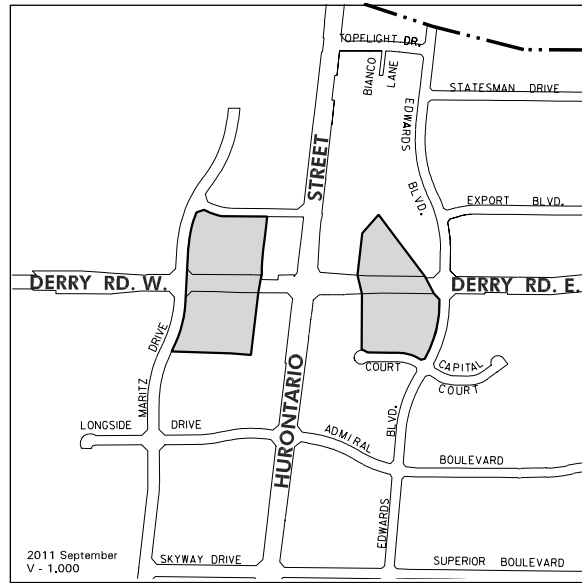 TOPFLIGHT DR.
BIANCO
LANE
STATESMAN DRIVE
EDWARDS
BLVD.
STREET
EXPORT BLVD.
DERRY RD. W.
DERRY RD. E.
MARITZ
DRIVE
COURT
CAPITAL
COURT
HURONTARIO
LONGSIDE DRIVE
ADMIRAL
BOULEVARD
BLVD.
EDWARDS
2011 September
V - 1,000
SKYWAY DRIVE
SUPERIOR BOULEVARD